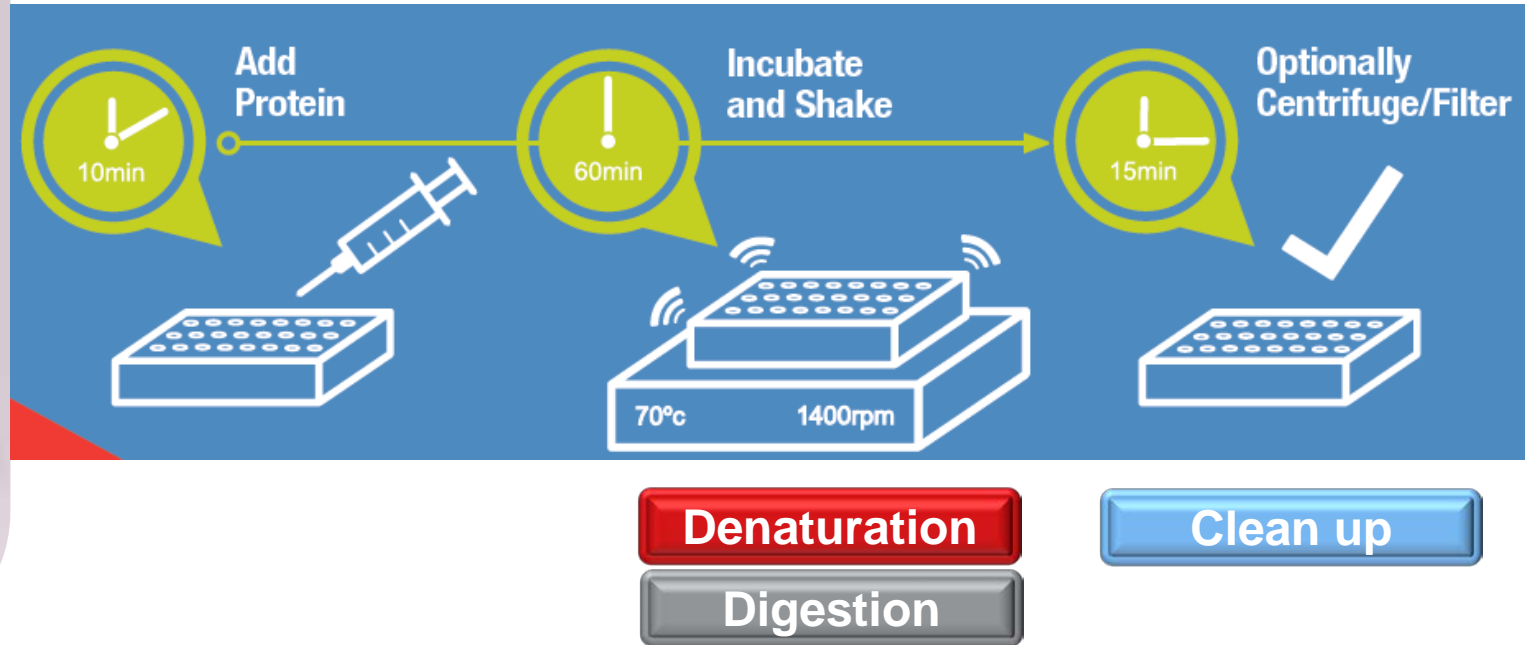 Add
Protein
10min
Incubate
and Shake
60min
Optionally
Centrifuge/Filter
15min
70ºc 1400rpm
Denaturation
Clean up
Digestion